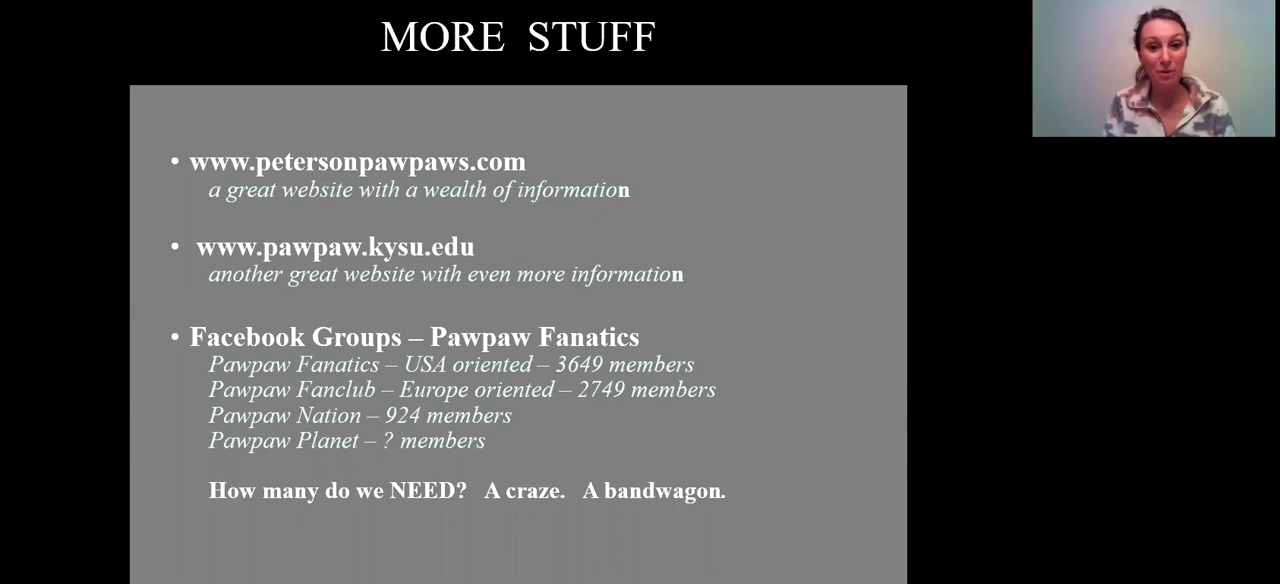 MORE STUFF
• www.petersonpawpaws.com
a great website with a wealth of information
• www.pawpaw.kysu.edu
another great website with even more information
• Facebook Groups – Pawpaw Fanatics
Pawpaw Fanatics – USA oriented – 3649 members
Pawpaw Fanclub – Europe oriented – 2749 members
Pawpaw Nation – 924 members
Pawpaw Planet – ? members
How many do we NEED? A craze. A bandwagon.